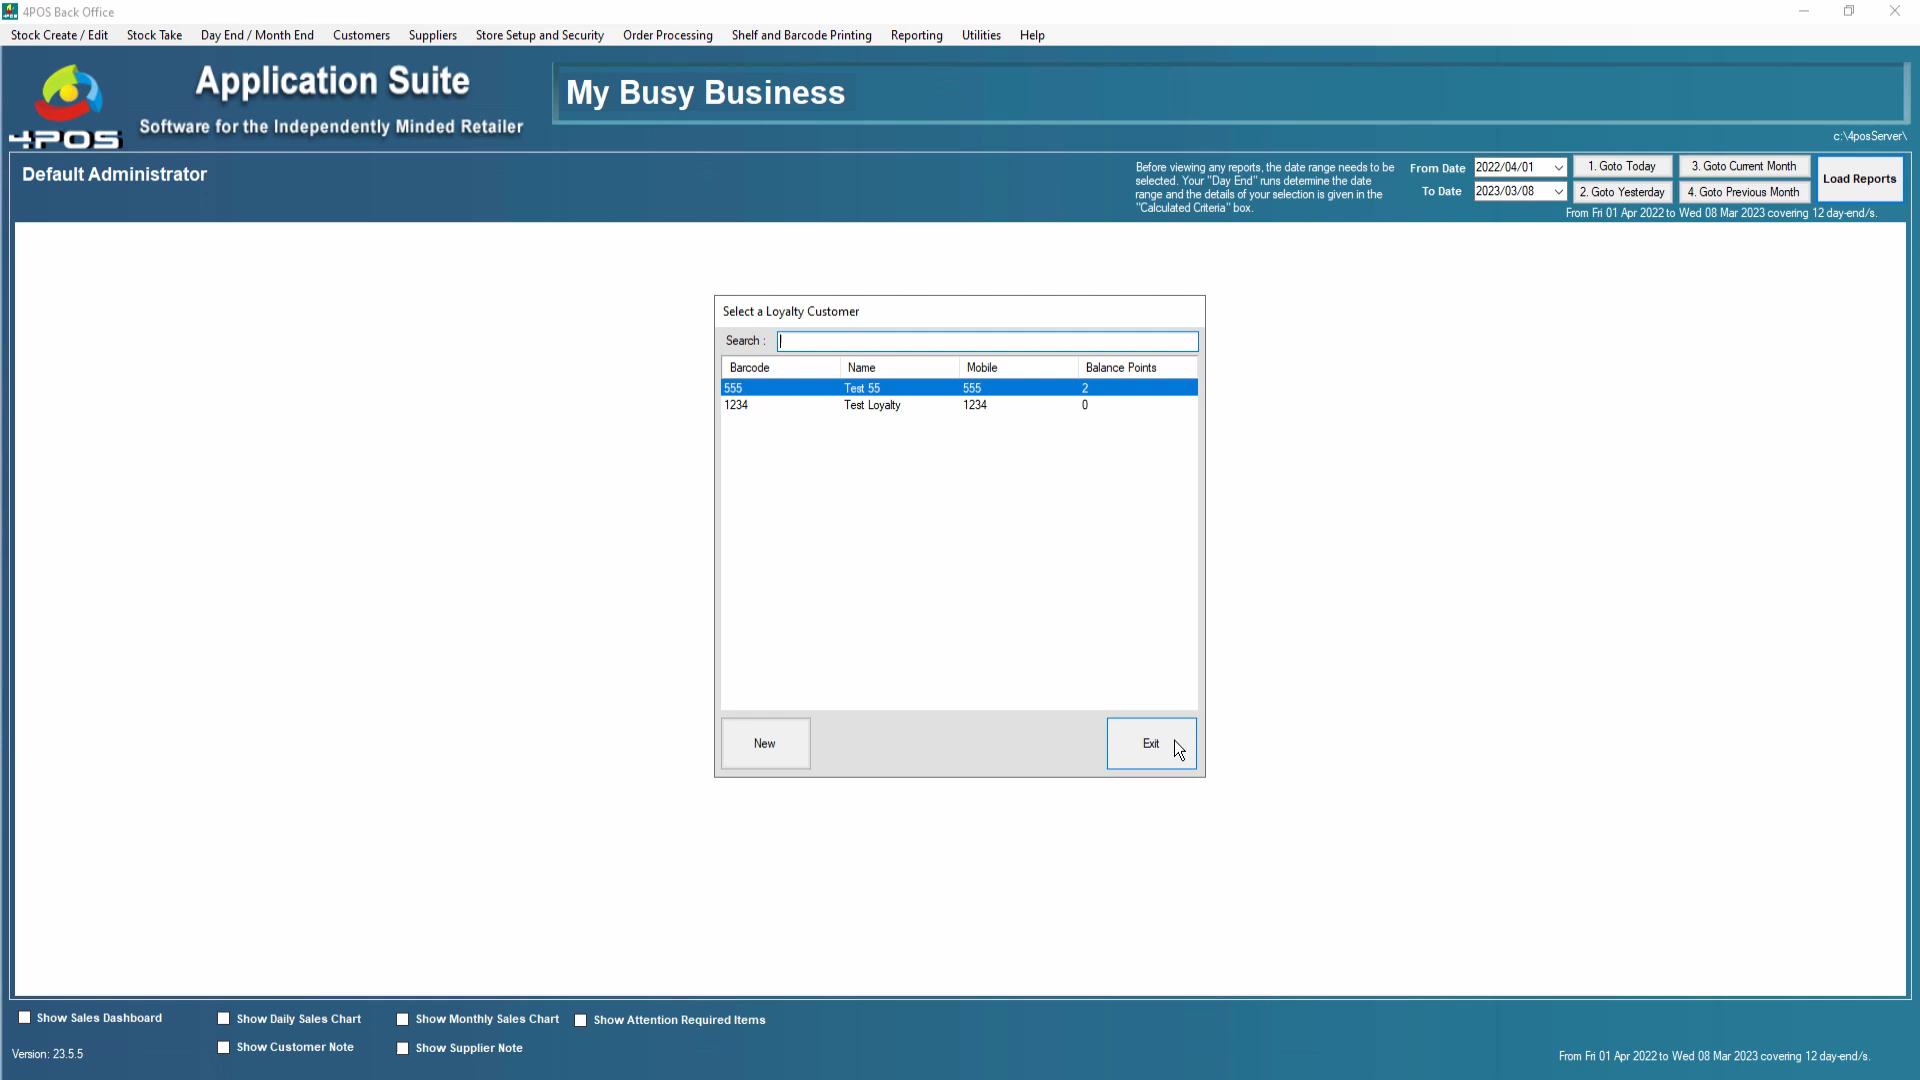 4POS Back Office
Stock Create / Edit Stock Take Day End / Month End Customers Suppliers Store Setup and Security Order Processing Shelf and Barcode Printing Reporting Utilities Help
Application Suite
Software for the Independently Minded Retailer
4POS
My Busy Business
c:\4posServer\
Default Administrator
Before viewing any reports, the date range needs to be
selected. Your "Day End" runs determine the date
range and the details of your selection is given in the
"Calculated Criteria" box.
From Date 2022/04/01 1. Goto Today 3. Goto Current Month
To Date 2023/03/08 2. Goto Yesterday 4. Goto Previous Month
Load Reports
From Fri 01 Apr 2022 to Wed 08 Mar 2023 covering 12 day-end/s.
Select a Loyalty Customer
Search :
Barcode Name Mobile Balance Points
555 Test 55 555 2
1234 Test Loyalty 1234 0
New Exit
Show Sales Dashboard Show Daily Sales Chart Show Monthly Sales Chart Show Attention Required Items
Show Customer Note Show Supplier Note
Version: 23.5.5
From Fri 01 Apr 2022 to Wed 08 Mar 2023 covering 12 day-end/s.